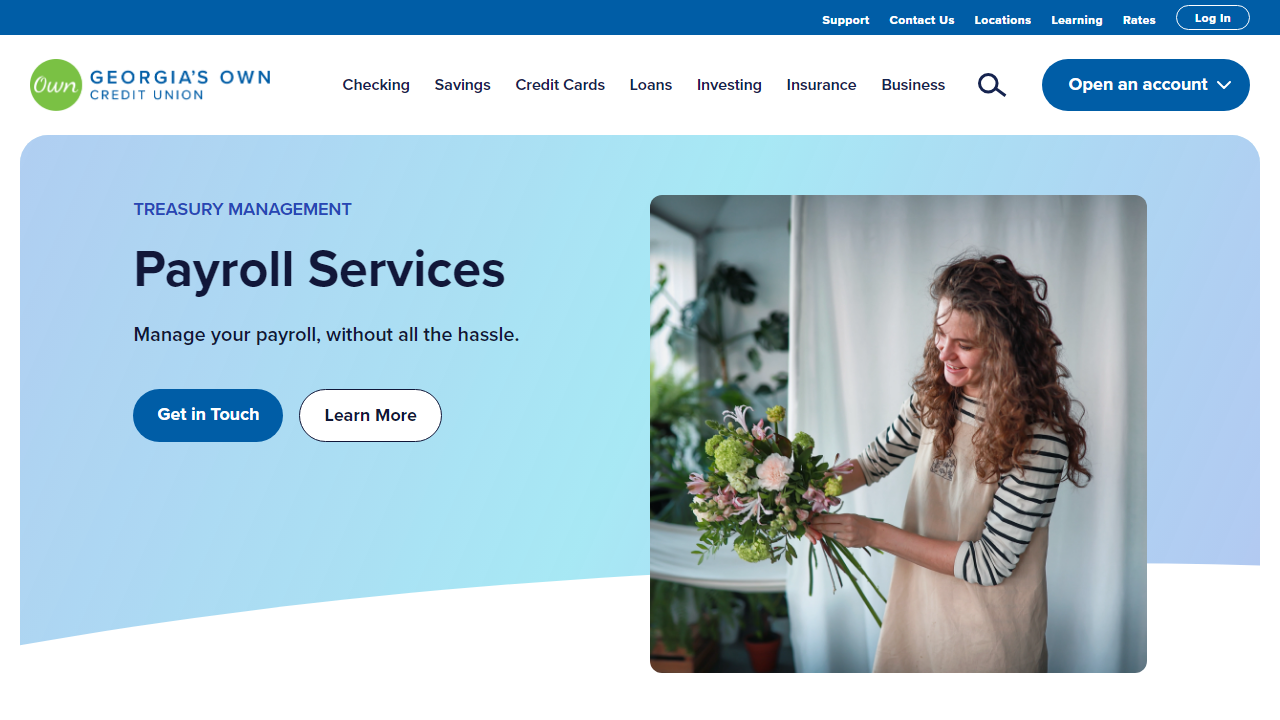 Support Contact Us Locations Learning Rates Log In
Own GEORGIA'S OWN
CREDIT UNION
Checking Savings Credit Cards Loans Investing Insurance Business Open an account
TREASURY MANAGEMENT
Payroll Services
Manage your payroll, without all the hassle.
Get in Touch Learn More